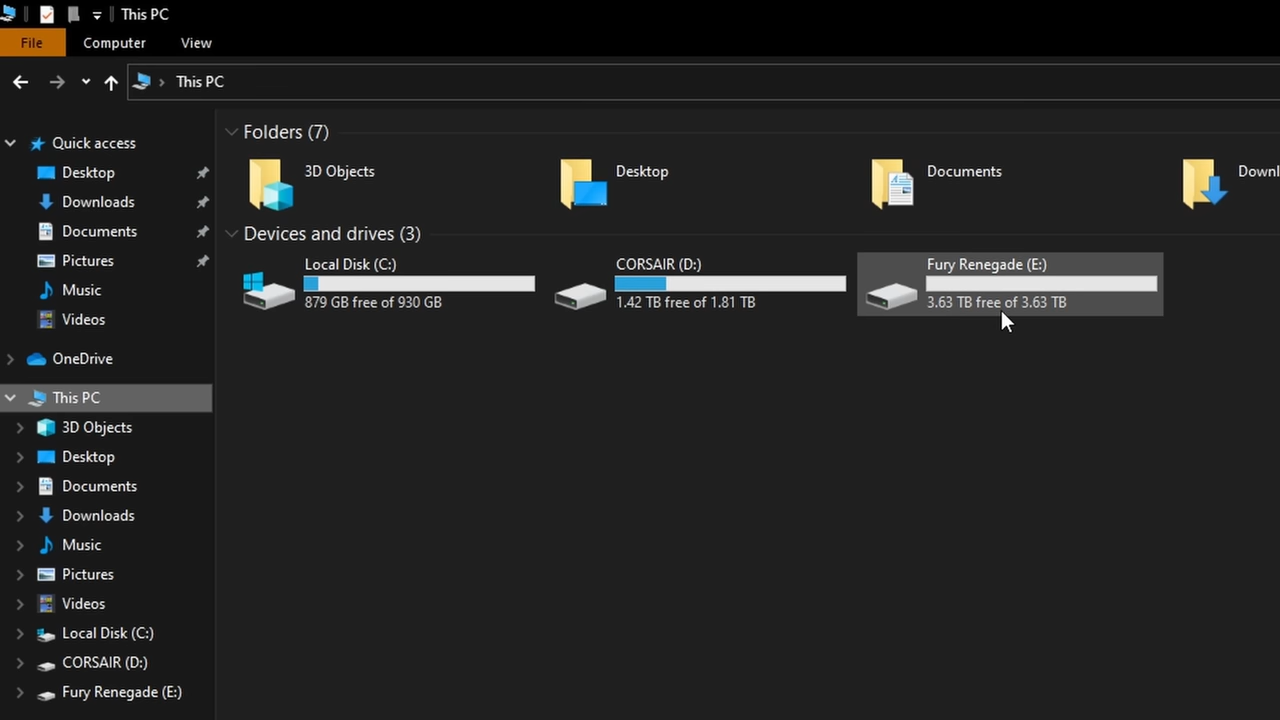 This PC
File
Computer
View
This PC
Quick access
Desktop
Downloads
Documents
Pictures
Music
Videos
OneDrive
This PC
3D Objects
Desktop
Documents
Downloads
Music
Pictures
Videos
Local Disk (C:)
CORSAIR (D:)
Fury Renegade (E:)
Folders (7)
3D Objects
Desktop
Documents
Downl
Devices and drives (3)
Local Disk (C:)
879 GB free of 930 GB
CORSAIR (D:)
1.42 TB free of 1.81 TB
Fury Renegade (E:)
3.63 TB free of 3.63 TB